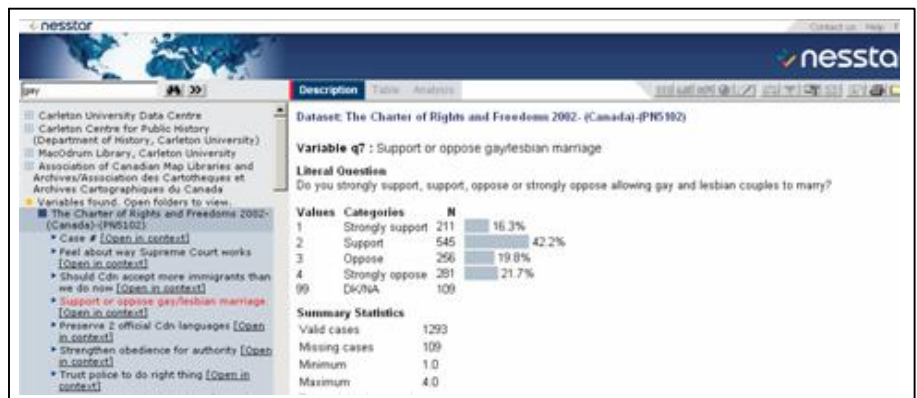 nesstar
Contact us Help
nessta
gay
Description Table Analysis
Carleton University Data Centre
Carleton Centre for Public History
(Department of History, Carleton University)
MacOdrum Library, Carleton University
Association of Canadian Map Libraries and
Archives/Association des Cartotheques et
Archives Cartographiques du Canada
Variables found. Open folders to view.
The Charter of Rights and Freedoms 2002-
(Canada)-(PN5102)
Case # [Open in context]
Feel about way Supreme Court works
[Open in context]
Should Cdn accept more immigrants than
we do now [Open in context]
Support or oppose gay/lesbian marriage.
[Open in context]
Preserve 2 official Cdn languages [Open
in context]
Strengthen obedience for authority [Open
in context]
Trust police to do right thing [Open in
context]
Dataset: The Charter of Rights and Freedoms 2002- (Canada)-(PN5102)
Variable q7 : Support or oppose gay/lesbian marriage
Literal Question
Do you strongly support, support, oppose or strongly oppose allowing gay and lesbian couples to marry?
Values Categories N
1 Strongly support 211 16.3%
2 Support 545 42.2%
3 Oppose 256 19.8%
4 Strongly oppose 281 21.7%
99 DK/NA 109
Summary Statistics
Valid cases 1293
Missing cases 109
Minimum 1.0
Maximum 4.0